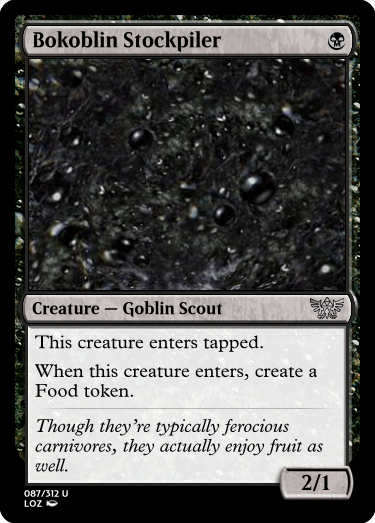 Bokoblin Stockpiler
Creature — Goblin Scout
This creature enters tapped.
When this creature enters, create a
Food token.
Though they're typically ferocious
carnivores, they actually enjoy fruit as
well.
2/1
087/312 U
LOZ